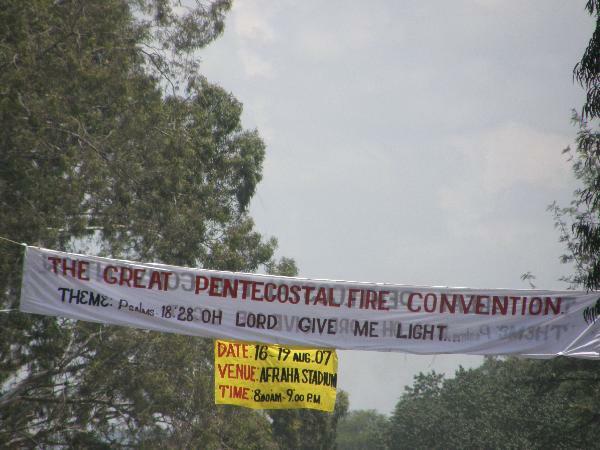 THE GREAT PENTECOSTAL FIRE CONVENTION.
THEME: Psalms 18:28 OH LORD GIVE ME LIGHT...
DATE: 16-19 AUG. 07
VENUE: AFRAHA STADIUM
TIME: 8.00AM-9.00 P.M